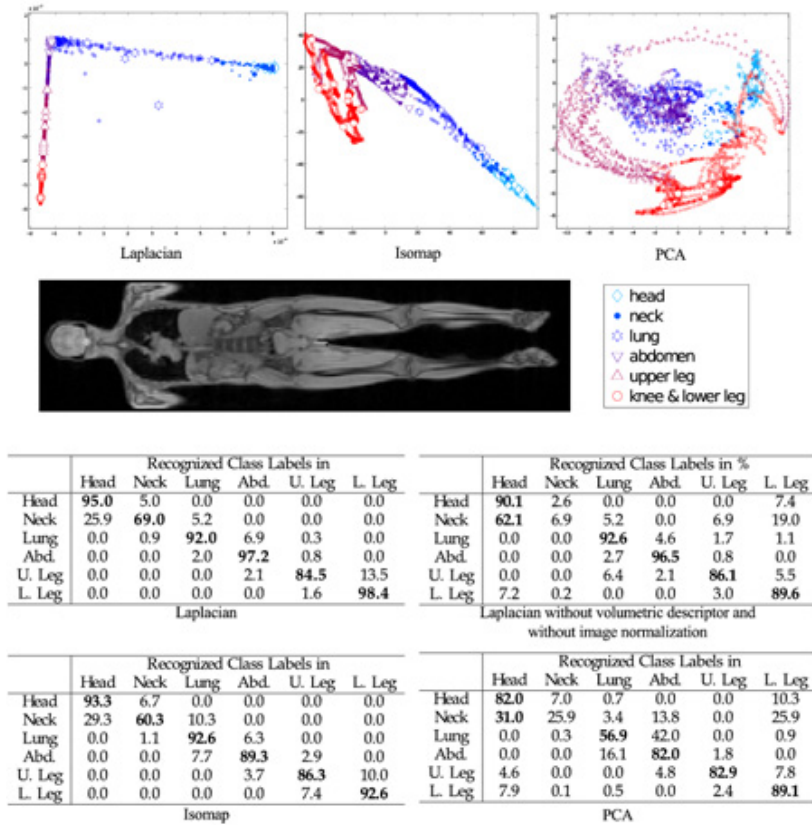 Laplacian Isomap PCA
head
neck
lung
abdomen
upper leg
knee & lower leg
Recognized Class Labels in
Head Neck Lung Abd. U. Leg L. Leg
Head 95.0 5.0 0.0 0.0 0.0 0.0
Neck 25.9 69.0 5.2 0.0 0.0 0.0
Lung 0.0 0.9 92.0 6.9 0.3 0.0
Abd. 0.0 0.0 2.0 97.2 0.8 0.0
U. Leg 0.0 0.0 0.0 2.1 84.5 13.5
L. Leg 0.0 0.0 0.0 0.0 1.6 98.4
Laplacian
Recognized Class Labels in %
Head Neck Lung Abd. U. Leg L. Leg
Head 90.1 2.6 0.0 0.0 0.0 7.4
Neck 62.1 6.9 5.2 0.0 6.9 19.0
Lung 0.0 0.0 92.6 4.6 1.7 1.1
Abd. 0.0 0.0 2.7 96.5 0.8 0.0
U. Leg 0.0 0.0 6.4 2.1 86.1 5.5
L. Leg 7.2 0.2 0.0 0.0 3.0 89.6
Laplacian without volumetric descriptor and
without image normalization
Recognized Class Labels in
Head Neck Lung Abd. U. Leg L. Leg
Head 93.3 6.7 0.0 0.0 0.0 0.0
Neck 29.3 60.3 10.3 0.0 0.0 0.0
Lung 0.0 1.1 92.6 6.3 0.0 0.0
Abd. 0.0 0.0 7.7 89.3 2.9 0.0
U. Leg 0.0 0.0 0.0 3.7 86.3 10.0
L. Leg 0.0 0.0 0.0 0.0 7.4 92.6
Isomap
Recognized Class Labels in
Head Neck Lung Abd. U. Leg L. Leg
Head 82.0 7.0 0.7 0.0 0.0 10.3
Neck 31.0 25.9 3.4 13.8 0.0 25.9
Lung 0.0 0.3 56.9 42.0 0.0 0.9
Abd. 0.0 0.0 16.1 82.0 1.8 0.0
U. Leg 4.6 0.0 0.0 4.8 82.9 7.8
L. Leg 7.9 0.1 0.5 0.0 2.4 89.1
PCA